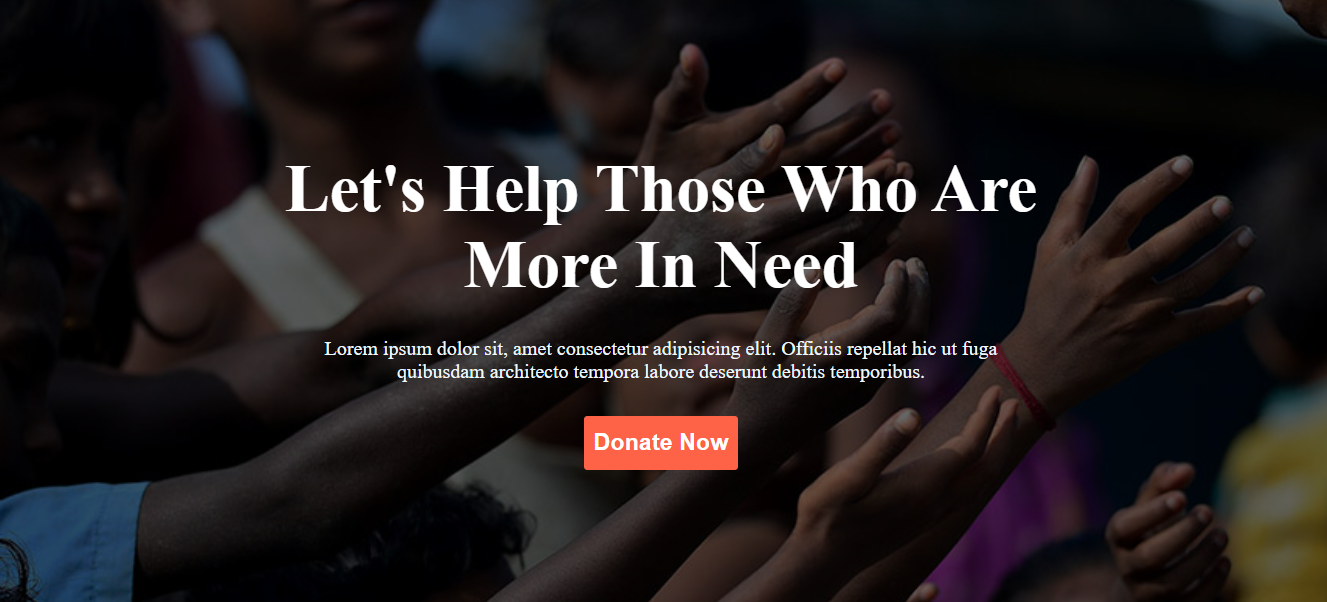 Let's Help Those Who Are
More In Need
Lorem ipsum dolor sit, amet consectetur adipisicing elit. Officiis repellat hic ut fuga
quibusdam architecto tempora labore deserunt debitis temporibus.
Donate Now